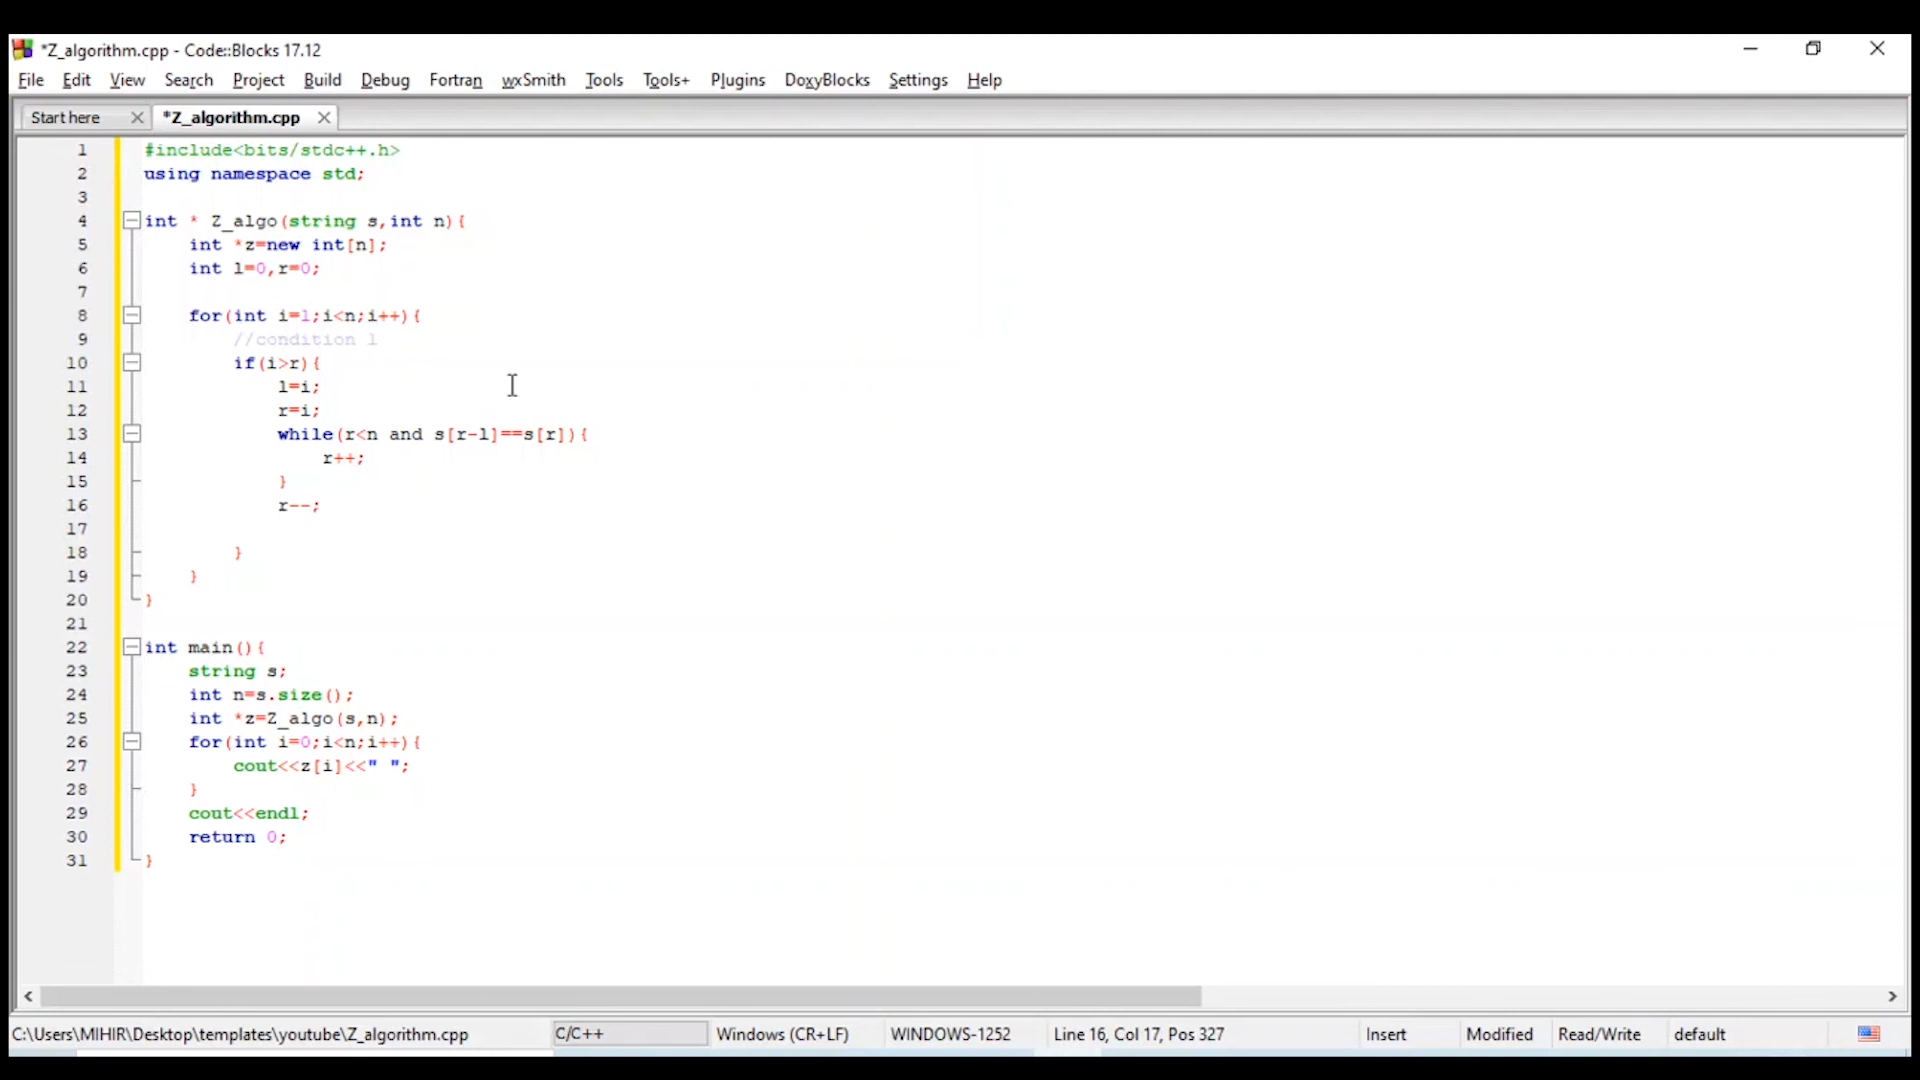 *Z_algorithm.cpp - Code::Blocks 17.12
File Edit View Search Project Build Debug Fortran wxSmith Tools Tools+ Plugins DoxyBlocks Settings Help
Start here *Z_algorithm.cpp
1 #include<bits/stdc++.h>
2 using namespace std;
3
4 int * Z_algo(string s,int n){
5 int *z=new int[n];
6 int l=0,r=0;
7
8 for(int i=1;i<n;i++){
9 //condition 1
10 if(i>r){
11 l=i;
12 r=i;
13 while(r<n and s[r-l]==s[r]){
14 r++;
15 }
16 r--;
17
18 }
19 }
20 }
21
22 int main(){
23 string s;
24 int n=s.size();
25 int *z=Z_algo(s,n);
26 for(int i=0;i<n;i++){
27 cout<<z[i]<<" ";
28 }
29 cout<<endl;
30 return 0;
31 }
C:\Users\MIHIR\Desktop\templates\youtube\Z_algorithm.cpp C/C++ Windows (CR+LF) WINDOWS-1252 Line 16, Col 17, Pos 327 Insert Modified Read/Write default